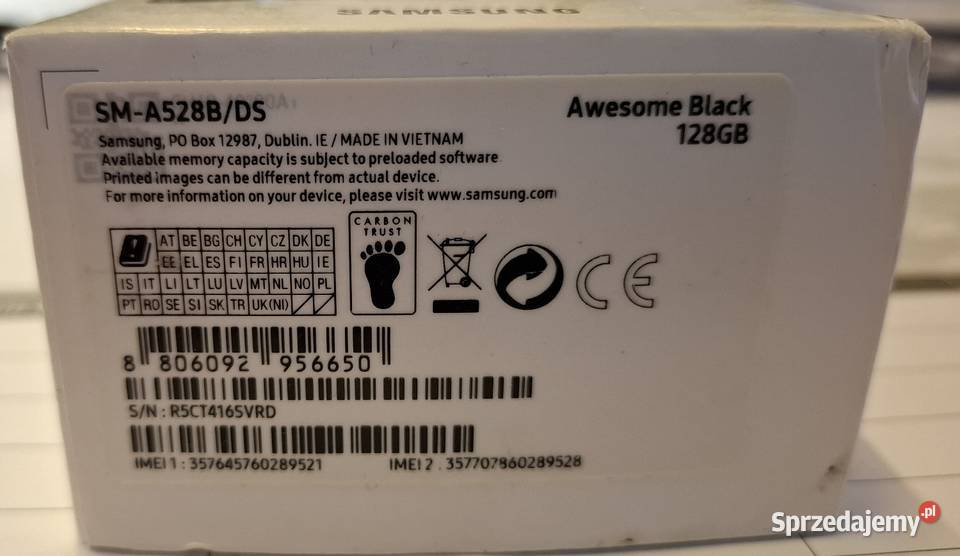 SAMSUNG
SM-A528B/DS
Awesome Black
128GB
Samsung, PO Box 12987, Dublin. IE / MADE IN VIETNAM
Available memory capacity is subject to preloaded software
Printed images can be different from actual device.
For more information on your device, please visit www.samsung.com
AT BE BG CH CY CZ DK DE
EE EL ES FI FR HR HU IE
IS IT LI LT LU LV MT NL NO PL
PT RO SE SI SK TR UK(NI)
CARBON
TRUST
CE
8 806092 956650
S/N : R5CT416SVRD
IMEI 1 : 357645760289521 IMEI 2 . 357707860289528
Sprzedajemy.pl